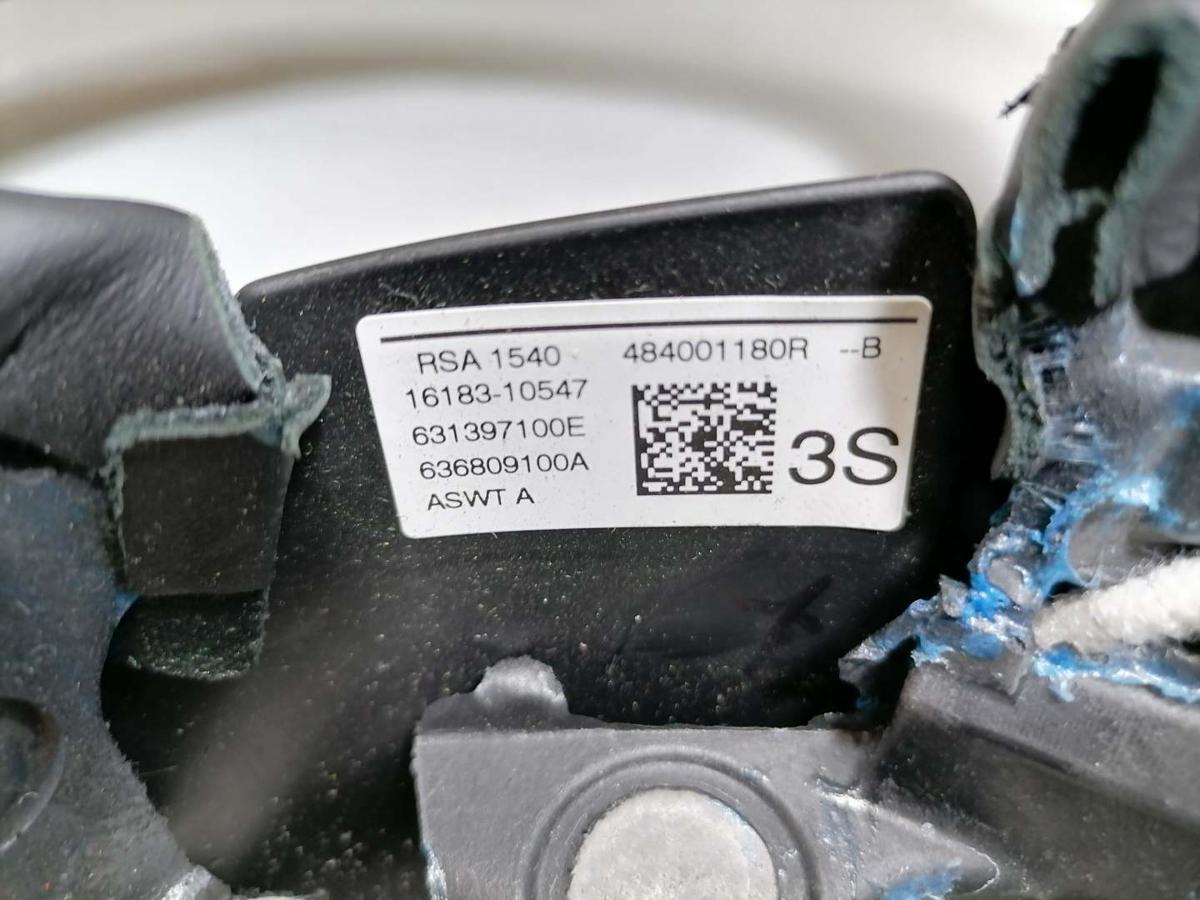 RSA 1540 484001180R --B
16183-10547
631397100E
636809100A
ASWT A
3S